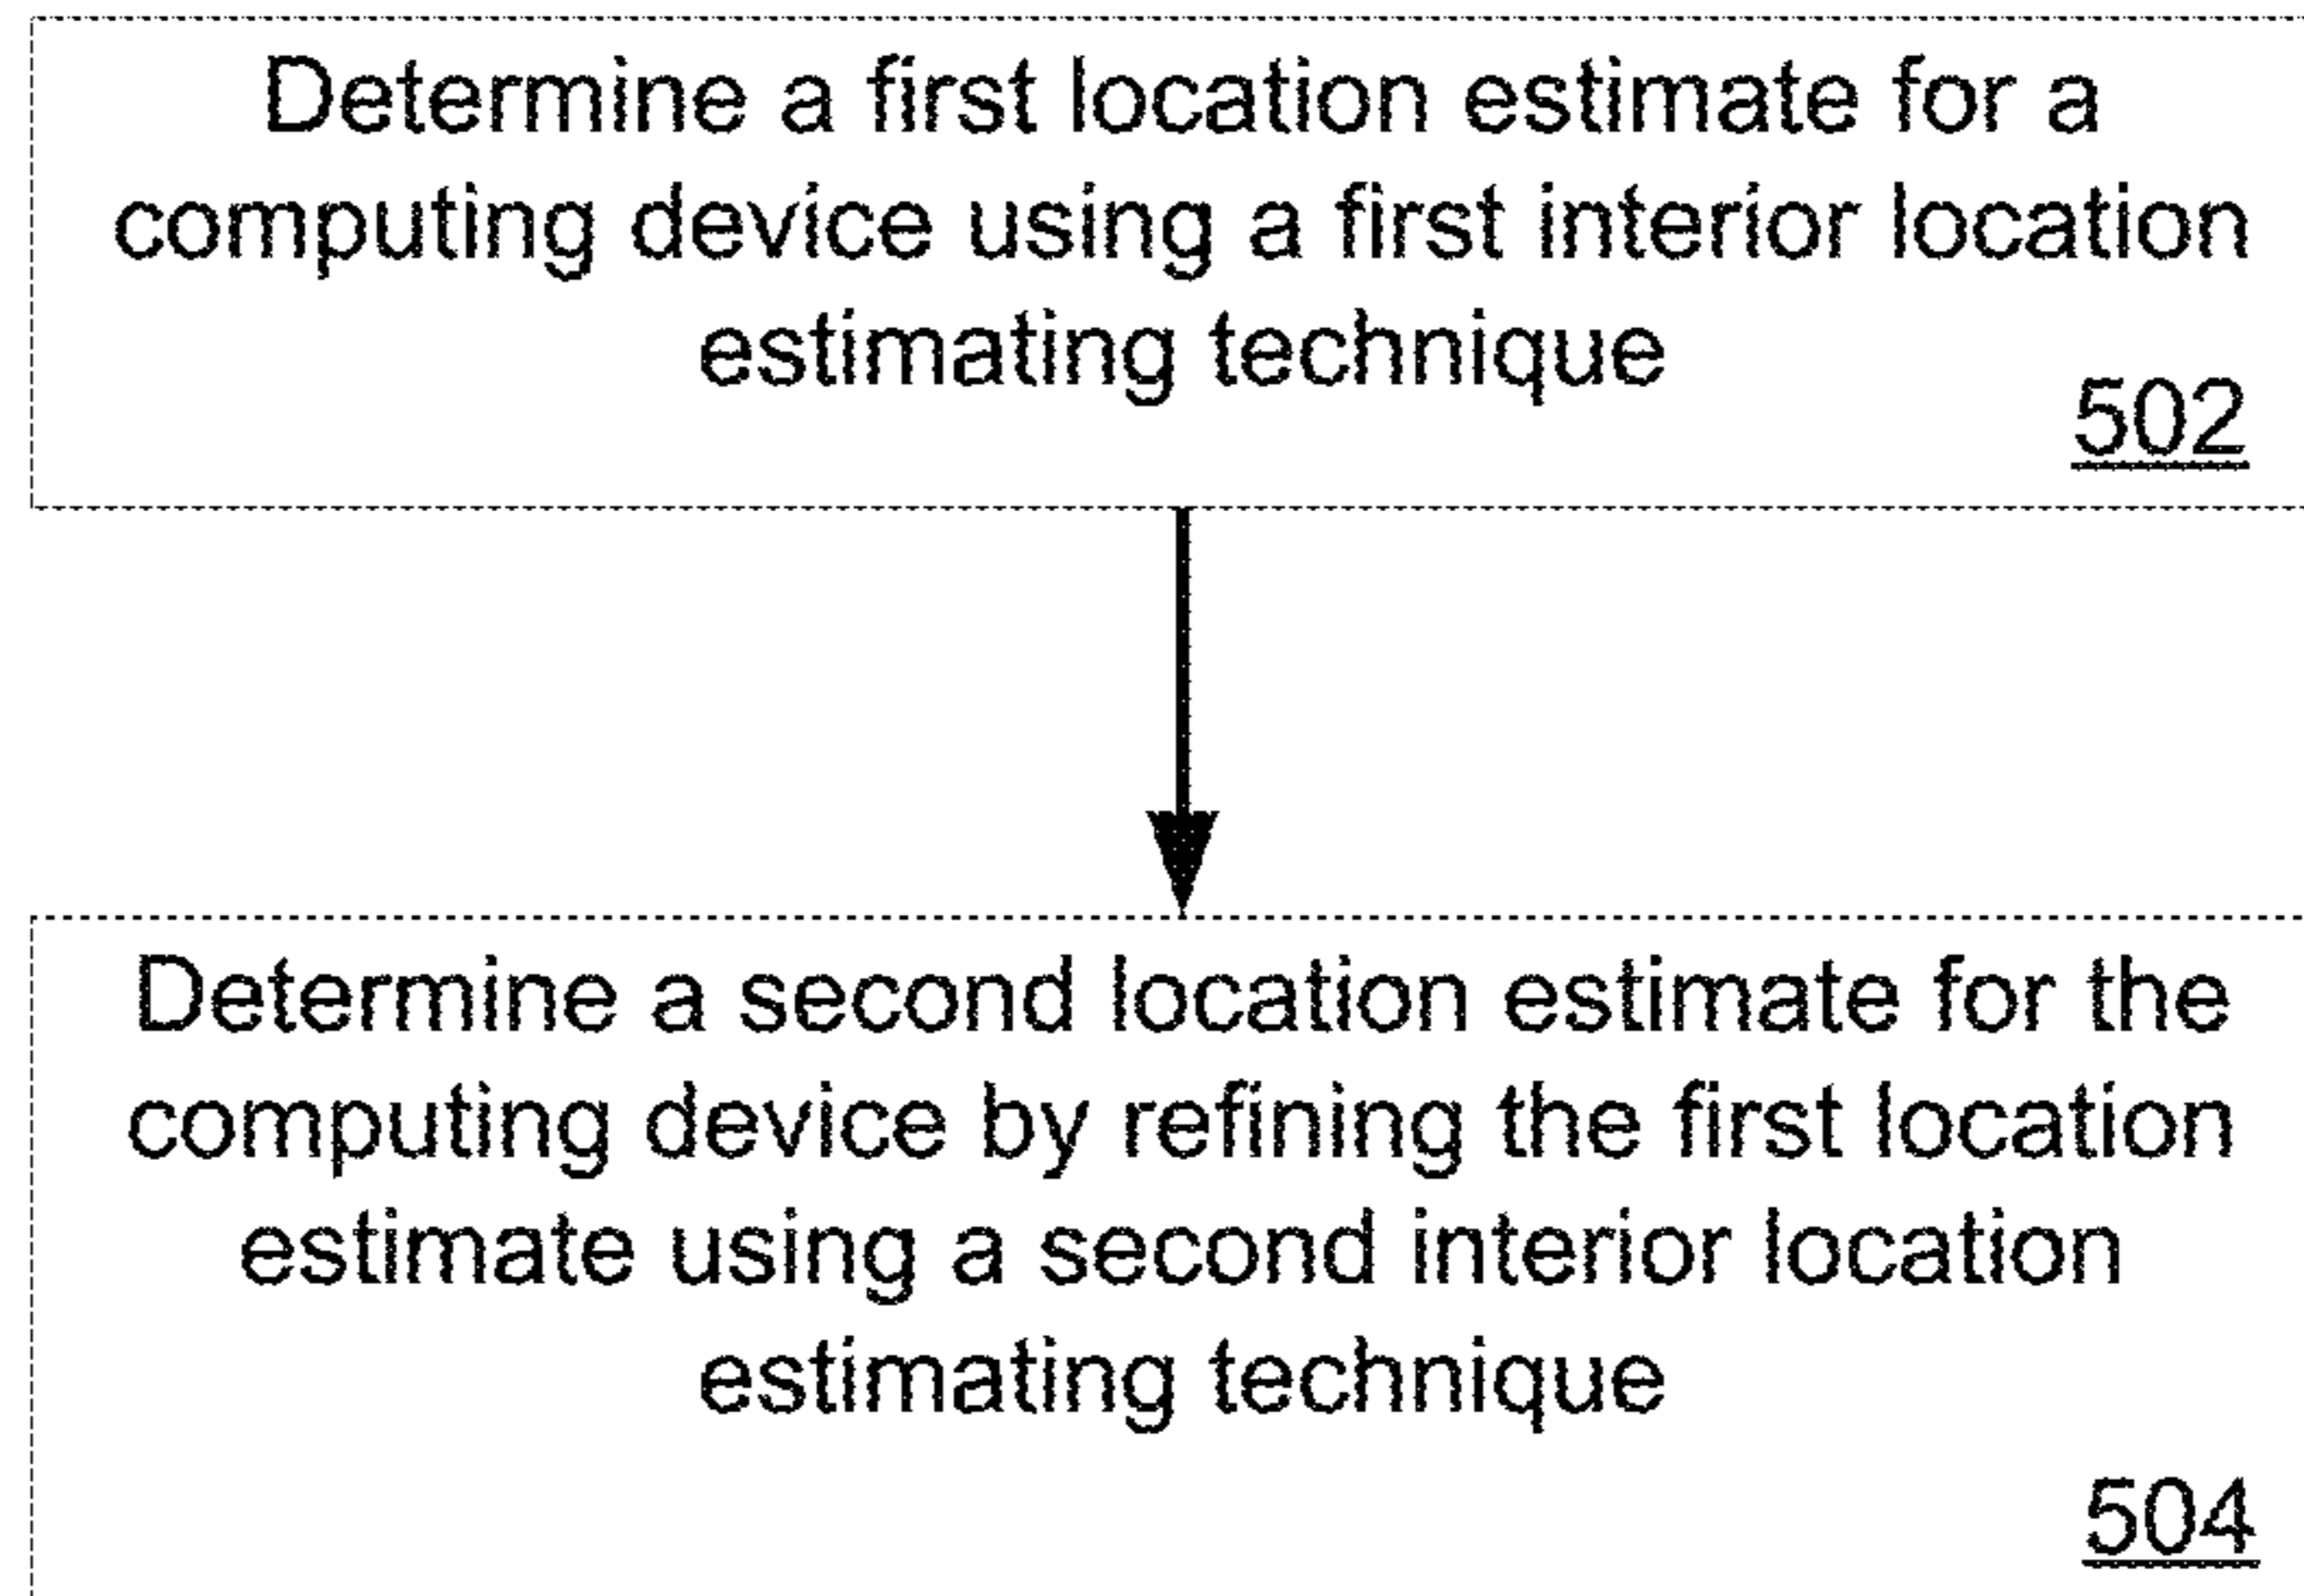 Determine a first location estimate for a
computing device using a first interior location
estimating technique
502
Determine a second location estimate for the
computing device by refining the first location
estimate using a second interior location
estimating technique
504